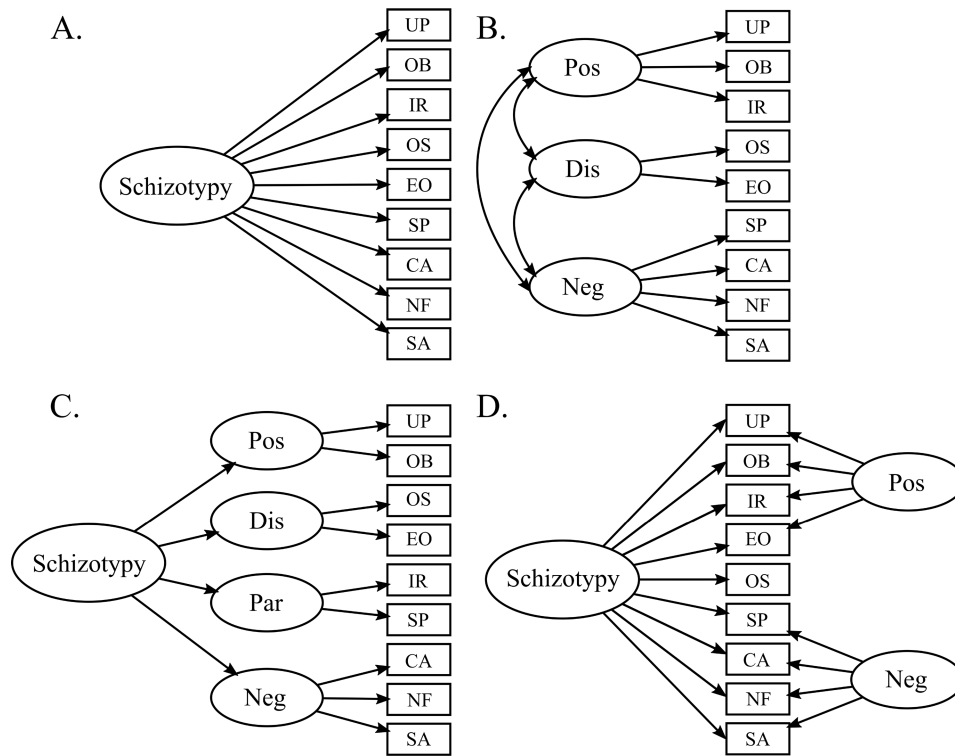 A.
Schizotypy
UP
OB
IR
OS
EO
SP
CA
NF
SA
B.
Pos
Dis
Neg
UP
OB
IR
OS
EO
SP
CA
NF
SA
C.
Schizotypy
Pos
Dis
Par
Neg
UP
OB
OS
EO
IR
SP
CA
NF
SA
D.
Schizotypy
UP
OB
IR
EO
OS
SP
CA
NF
SA
Pos
Neg